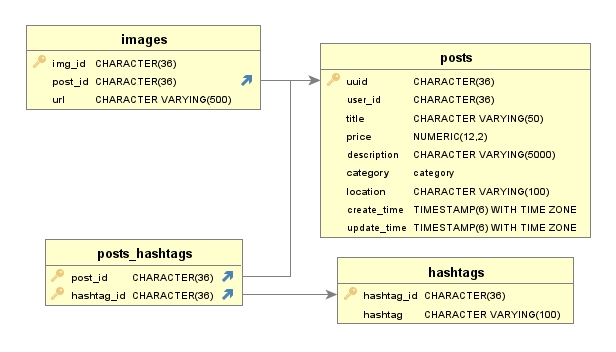 images
img_id CHARACTER(36)
post_id CHARACTER(36)
url CHARACTER VARYING(500)
posts
uuid CHARACTER(36)
user_id CHARACTER(36)
title CHARACTER VARYING(50)
price NUMERIC(12,2)
description CHARACTER VARYING(5000)
category category
location CHARACTER VARYING(100)
create_time TIMESTAMP(6) WITH TIME ZONE
update_time TIMESTAMP(6) WITH TIME ZONE
posts_hashtags
post_id CHARACTER(36)
hashtag_id CHARACTER(36)
hashtags
hashtag_id CHARACTER(36)
hashtag CHARACTER VARYING(100)